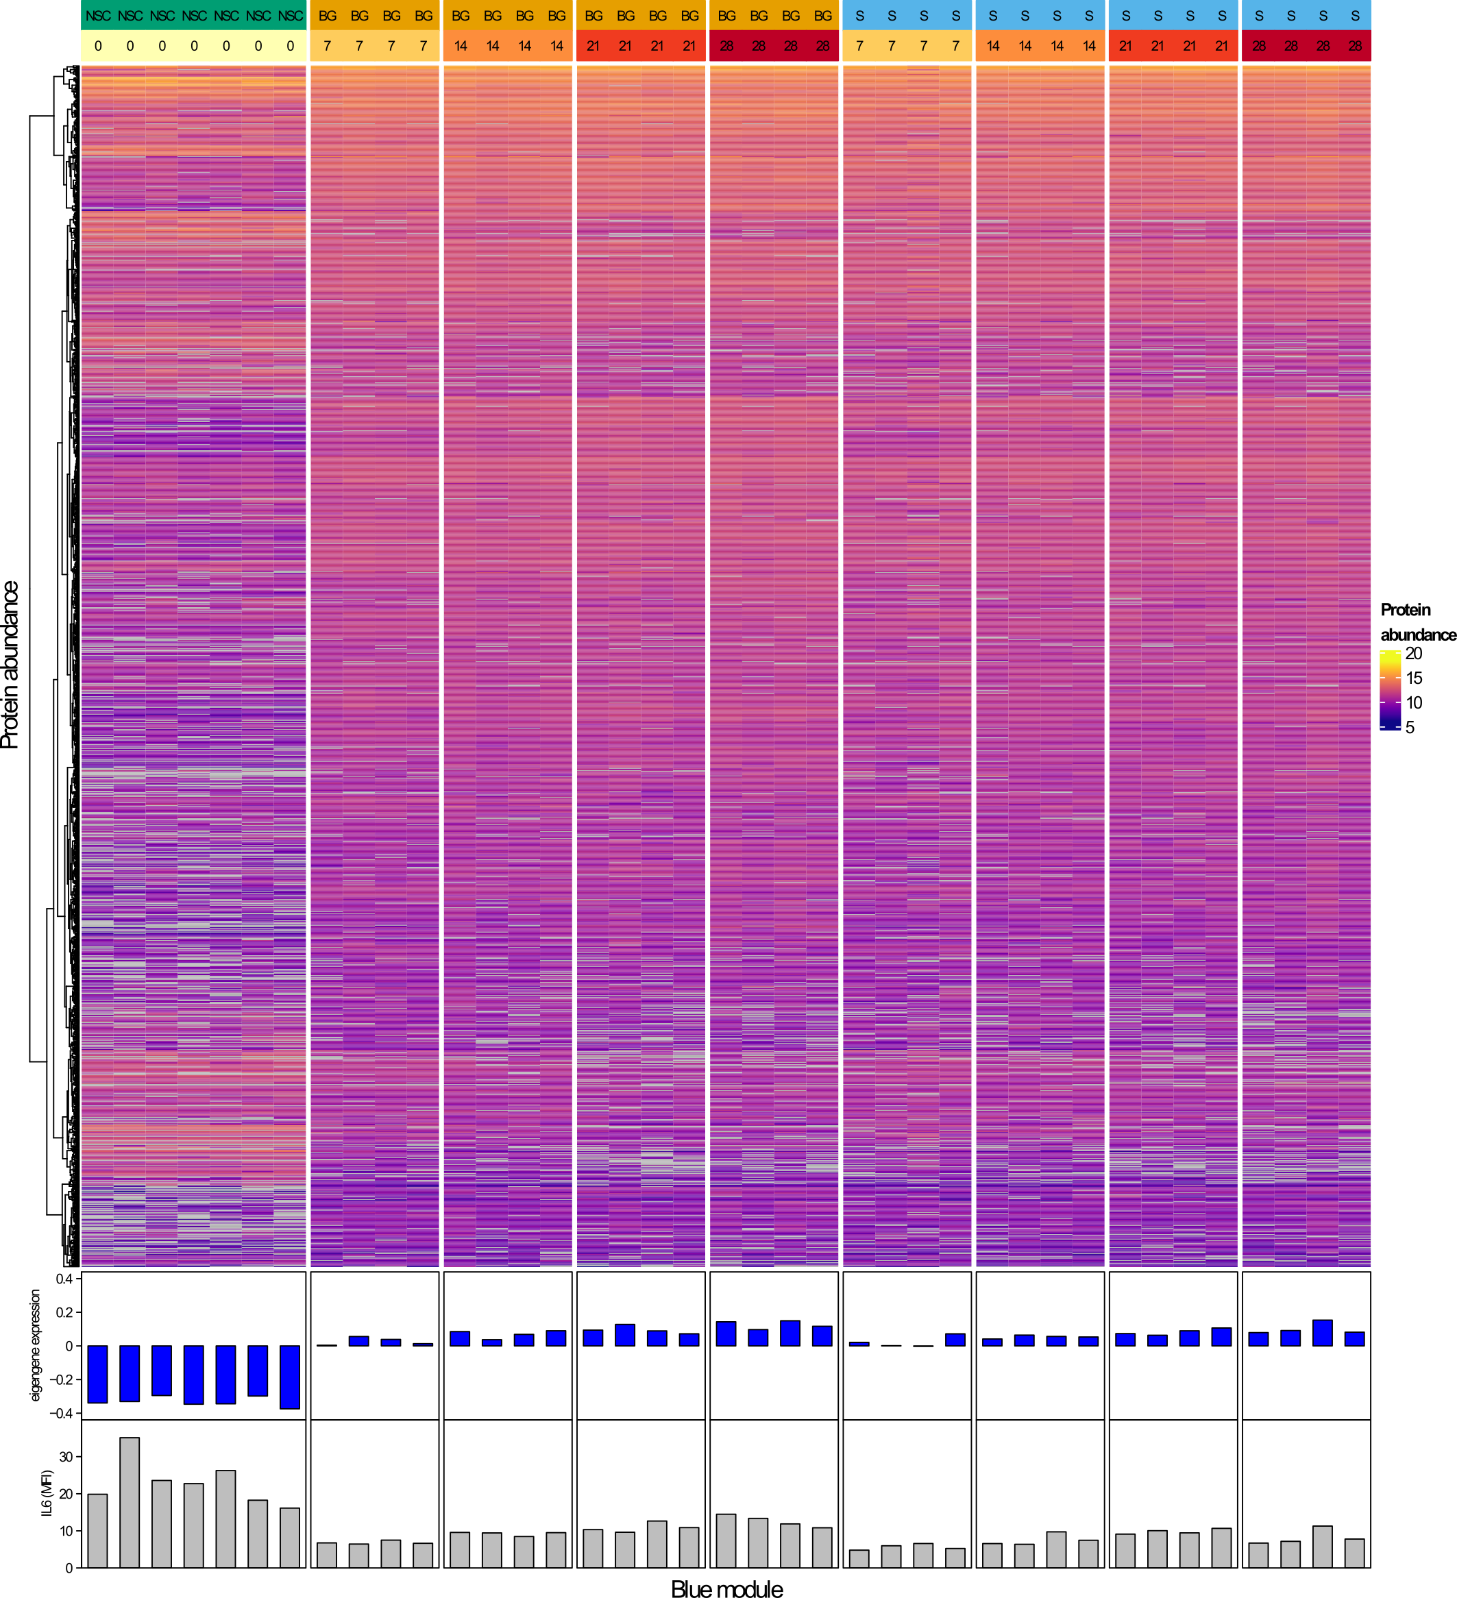 NSC NSC NSC NSC NSC NSC NSC BG BG BG BG BG BG BG BG BG BG BG BG BG BG BG BG S S S S S S S S S S S S S S S S
0 0 0 0 0 0 0 7 7 7 7 14 14 14 14 21 21 21 21 28 28 28 28 7 7 7 7 14 14 14 14 21 21 21 21 28 28 28 28
Protein abundance
Protein
abundance
20
15
10
5
eigengene expression
0.4
0.2
0
−0.2
−0.4
IL6 (MFI)
30
20
10
0
Blue module